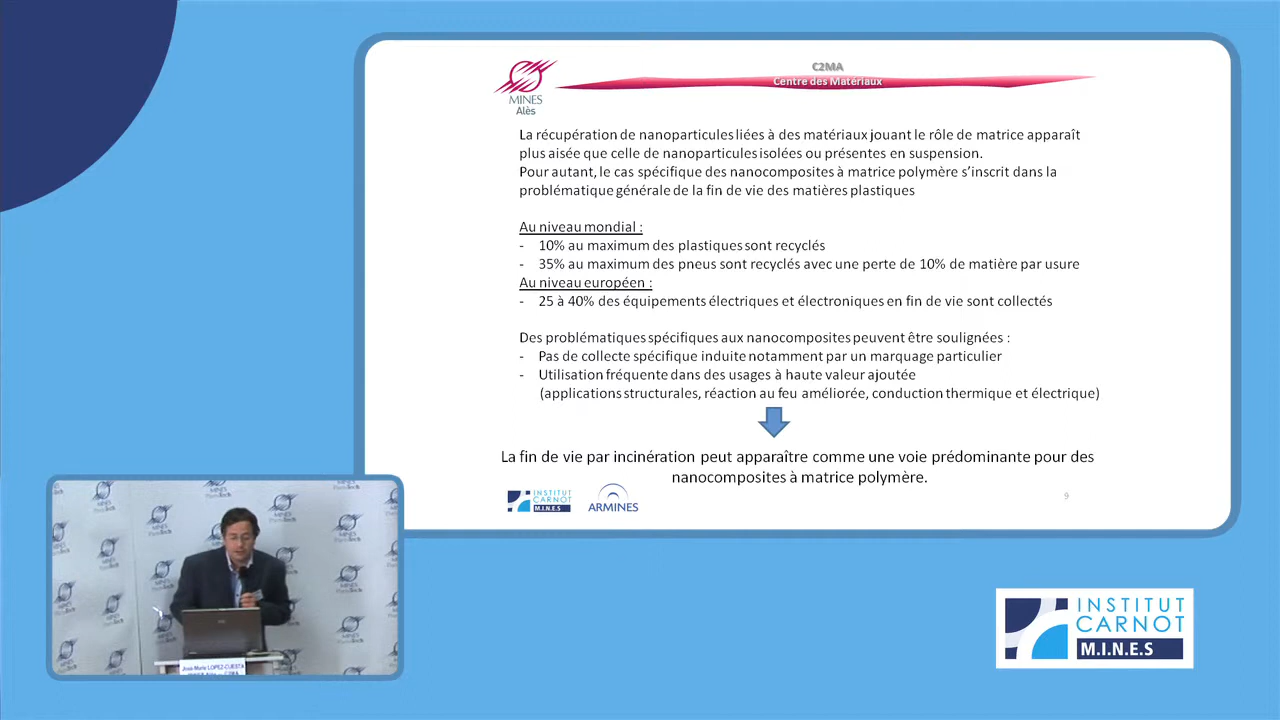 C2MA
Centre des Matériaux
MINES
Alès
La récupération de nanoparticules liées à des matériaux jouant le rôle de matrice apparaît
plus aisée que celle de nanoparticules isolées ou présentes en suspension.
Pour autant, le cas spécifique des nanocomposites à matrice polymère s'inscrit dans la
problématique générale de la fin de vie des matières plastiques
Au niveau mondial :
- 10% au maximum des plastiques sont recyclés
- 35% au maximum des pneus sont recyclés avec une perte de 10% de matière par usure
Au niveau européen :
- 25 à 40% des équipements électriques et électroniques en fin de vie sont collectés
Des problématiques spécifiques aux nanocomposites peuvent être soulignées :
- Pas de collecte spécifique induite notamment par un marquage particulier
- Utilisation fréquente dans des usages à haute valeur ajoutée
(applications structurales, réaction au feu améliorée, conduction thermique et électrique)
La fin de vie par incinération peut apparaître comme une voie prédominante pour des
nanocomposites à matrice polymère.
INSTITUT
CARNOT
M.I.N.E.S
ARMINES
9
MINES
ParisTech
José-Marie LOPEZ-CUESTA
INSTITUT
CARNOT
M.I.N.E.S